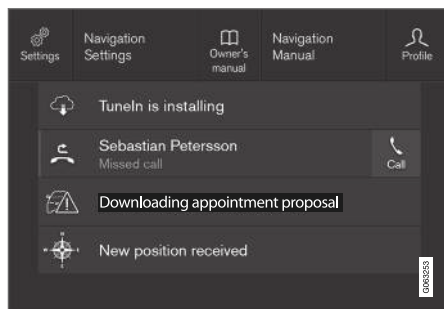 Settings
Navigation
Settings
Owner's
manual
Navigation
Manual
Profile
TuneIn is installing
Sebastian Petersson
Missed call
Call
Downloading appointment proposal
New position received
G063253